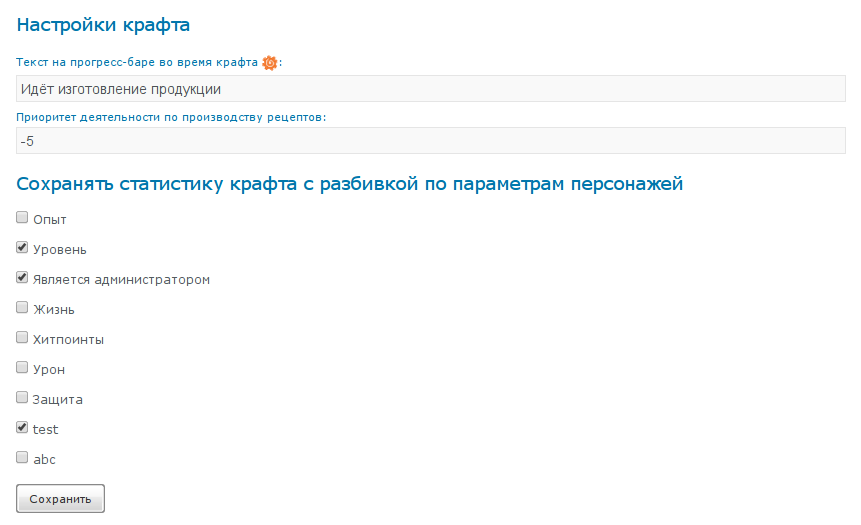 Настройки крафта
Текст на прогресс-баре во время крафта :
Идёт изготовление продукции
Приоритет деятельности по производству рецептов:
-5
Сохранять статистику крафта с разбивкой по параметрам персонажей
Опыт
Уровень
Является администратором
Жизнь
Хитпоинты
Урон
Защита
test
abc
Сохранить